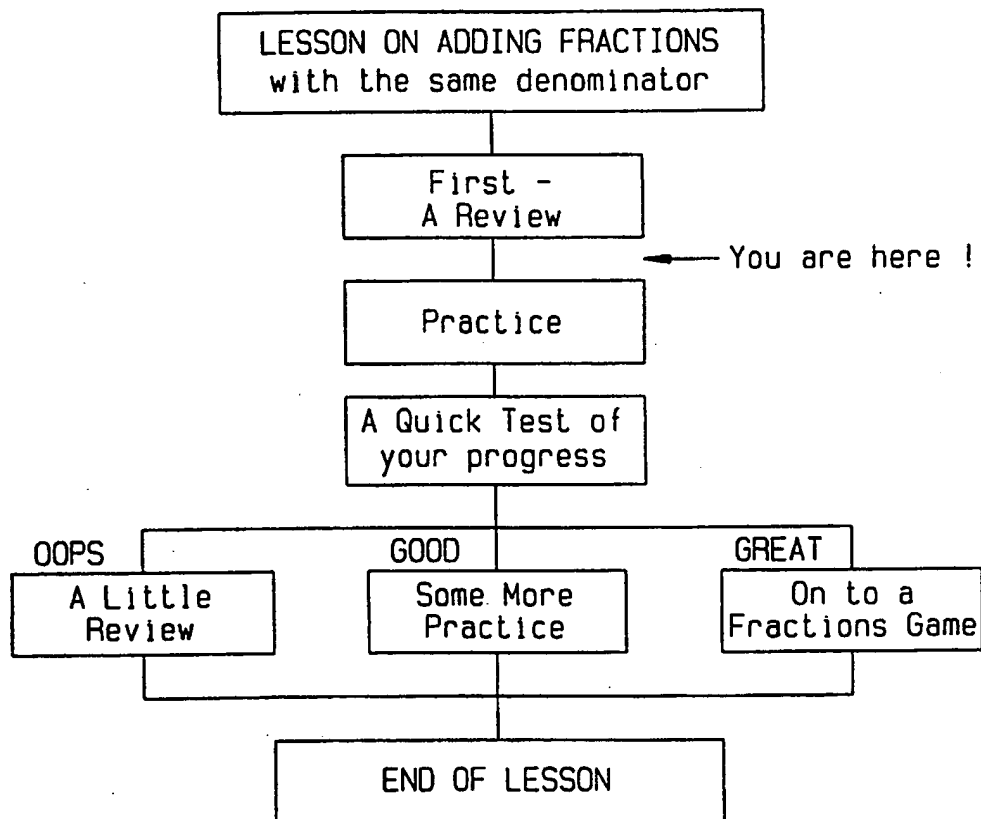 LESSON ON ADDING FRACTIONS
with the same denominator
First -
A Review
You are here !
Practice
A Quick Test of
your progress
OOPS
A Little
Review
GOOD
Some More
Practice
GREAT
On to a
Fractions Game
END OF LESSON